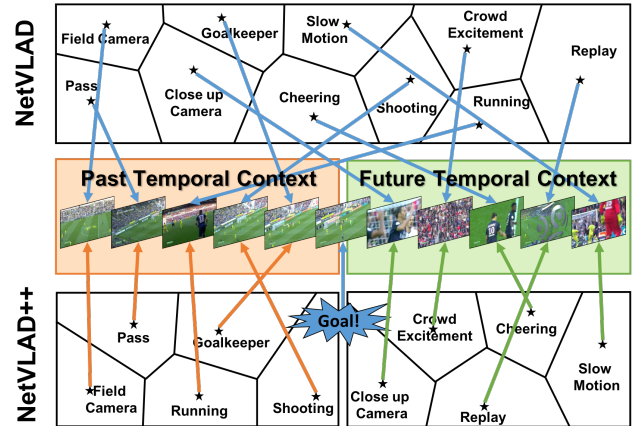 NetVLAD
Field Camera
Goalkeeper
Slow
Motion
Crowd
Excitement
Replay
Pass
Close up
Camera
Cheering
Shooting
Running
Past Temporal Context
Future Temporal Context
NetVLAD++
Pass
Goalkeeper
Goal!
Crowd
Excitement
Cheering
Field
Camera
Running
Shooting
Close up
Camera
Replay
Slow
Motion